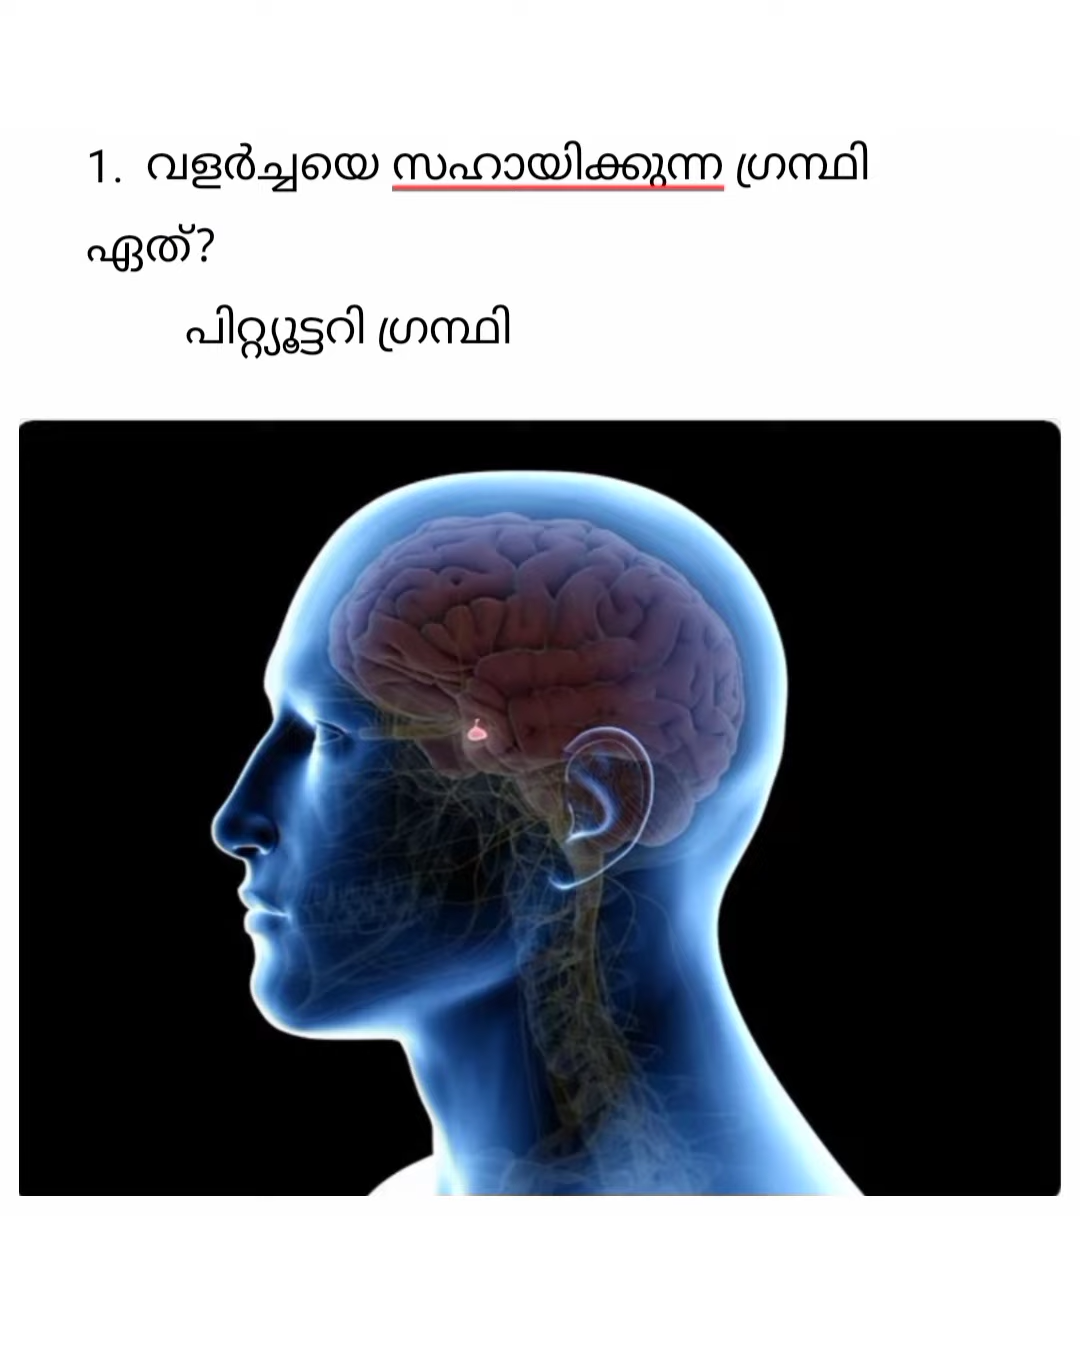 1. വളർച്ചയെ സഹായിക്കുന്ന ഗ്രന്ഥി
ഏത്?
പിറ്റ്യൂട്ടറി ഗ്രന്ഥി